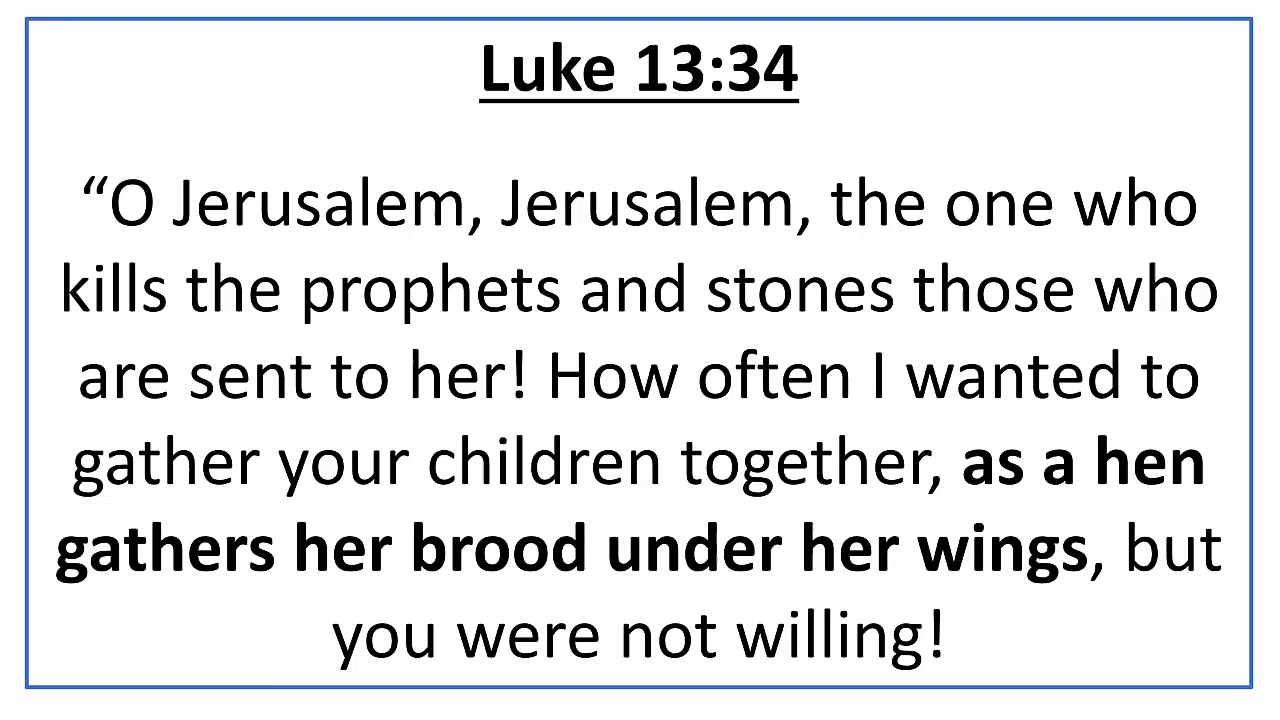 Luke 13:34
“O Jerusalem, Jerusalem, the one who
kills the prophets and stones those who
are sent to her! How often I wanted to
gather your children together, as a hen
gathers her brood under her wings, but
you were not willing!